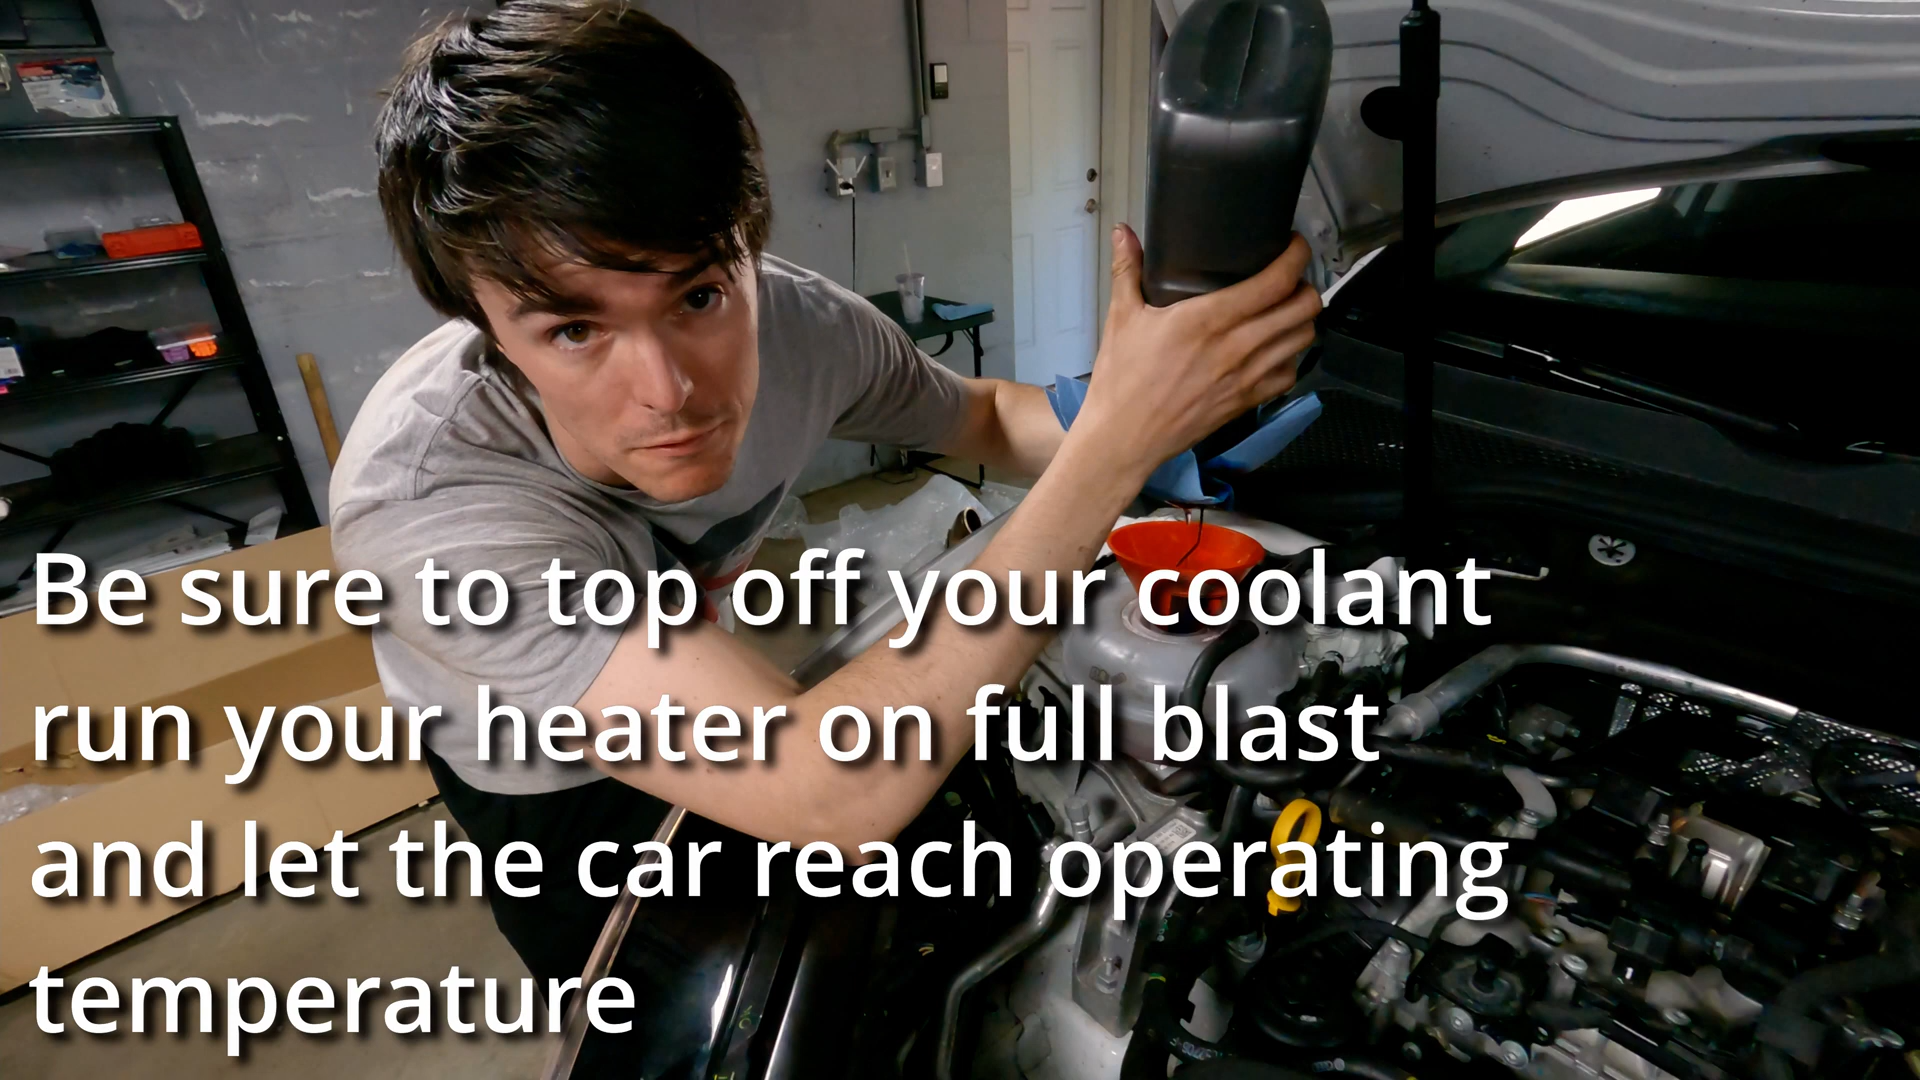 Be sure to top off your coolant
run your heater on full blast
and let the car reach operating
temperature